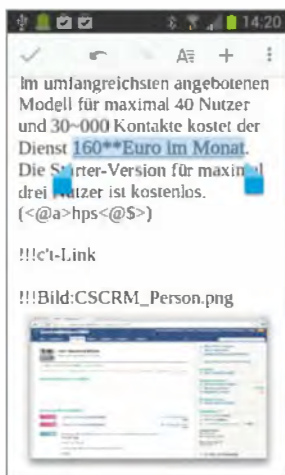 14:20
Im umfangreichsten angebotenen
Modell für maximal 40 Nutzer
und 30~000 Kontakte kostet der
Dienst 160**Euro im Monat.
Die Starter-Version für maximal
drei Nutzer ist kostenlos.
(<@a>hps<@$>)
!!!c't-Link
!!!Bild:CSCRM_Person.png